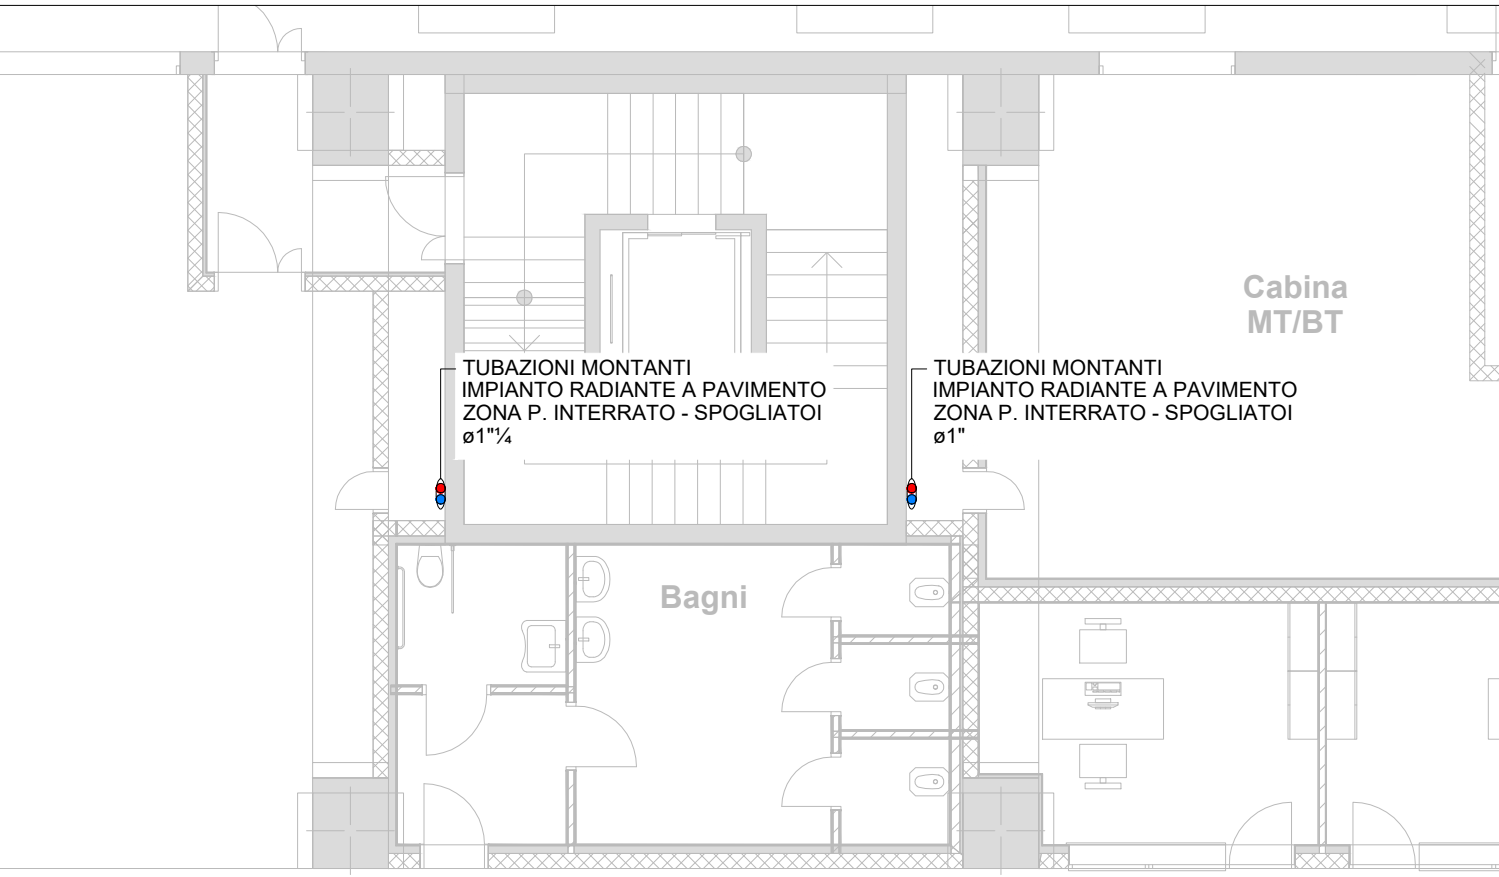 Cabina
MT/BT
TUBAZIONI MONTANTI
IMPIANTO RADIANTE A PAVIMENTO
ZONA P. INTERRATO - SPOGLIATOI
ø1"¼
TUBAZIONI MONTANTI
IMPIANTO RADIANTE A PAVIMENTO
ZONA P. INTERRATO - SPOGLIATOI
ø1"
Bagni